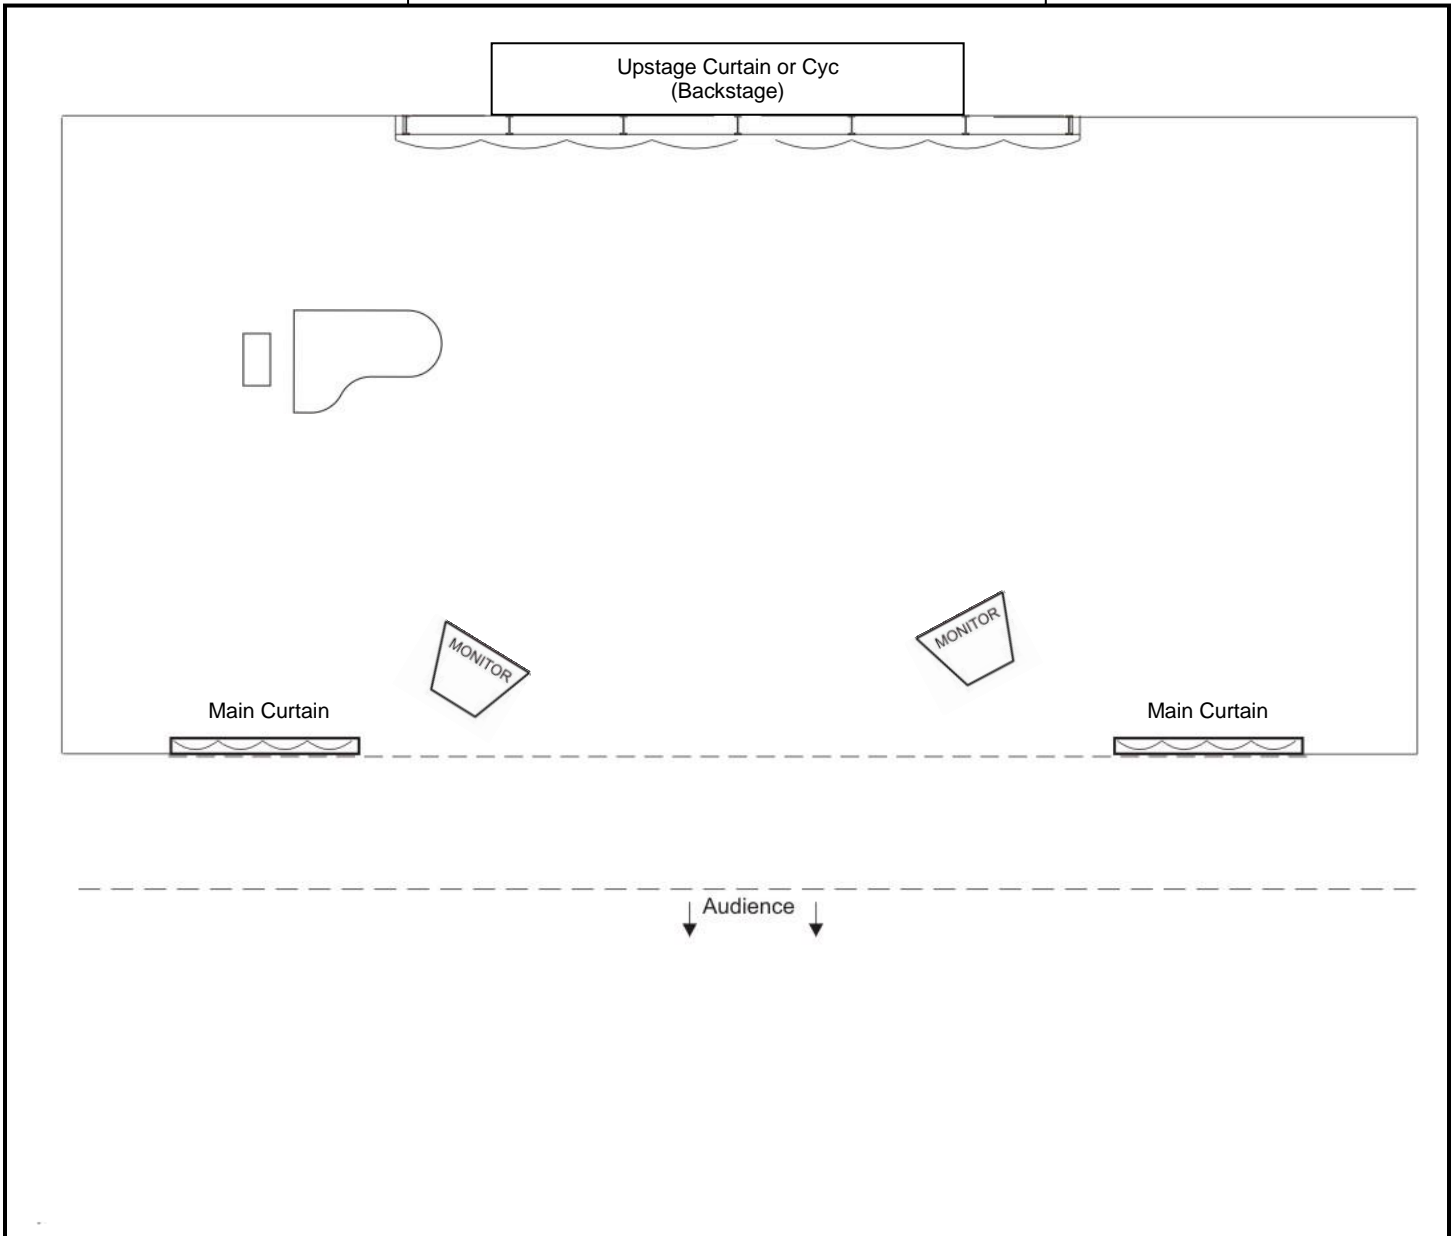 Upstage Curtain or Cyc
(Backstage)
MONITOR
MONITOR
Main Curtain
Main Curtain
Audience